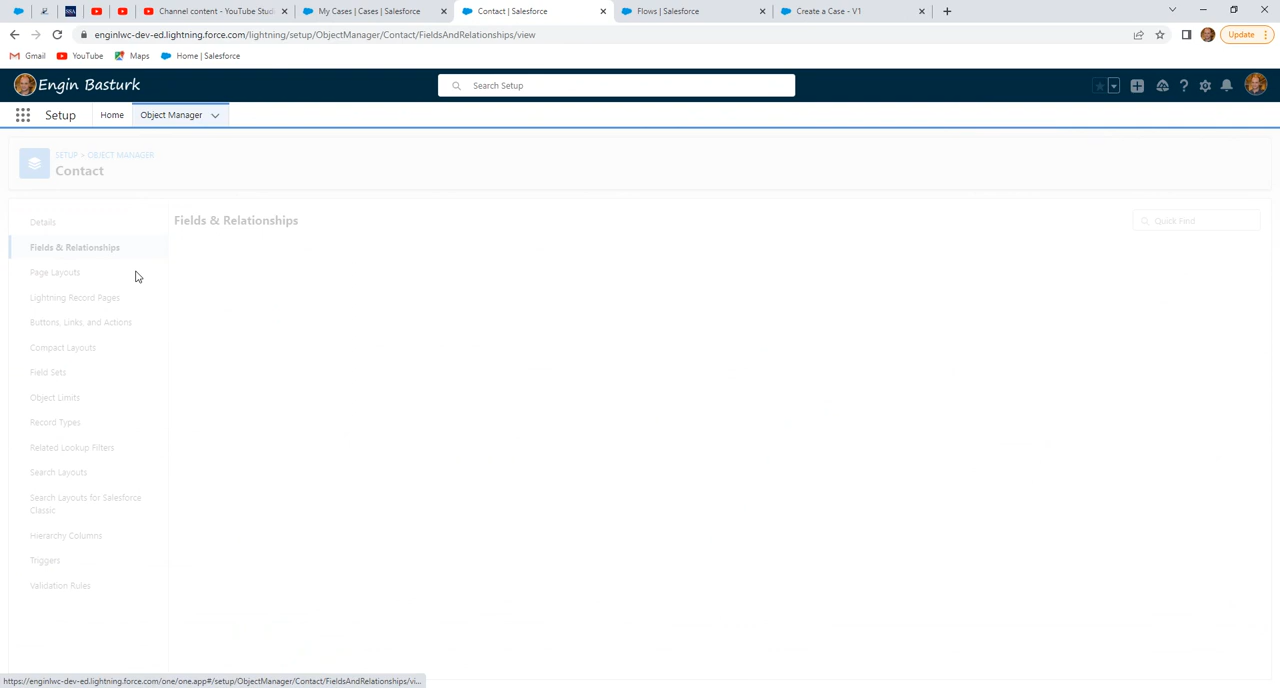 Channel content - YouTube Studi
My Cases | Cases | Salesforce
Contact | Salesforce
Flows | Salesforce
Create a Case - V1
enginlwc-dev-ed.lightning.force.com/lightning/setup/ObjectManager/Contact/FieldsAndRelationships/view
Update
Gmail
YouTube
Maps
Home | Salesforce
Engin Basturk
Search Setup
Setup
Home
Object Manager
SETUP > OBJECT MANAGER
Contact
Details
Fields & Relationships
Page Layouts
Lightning Record Pages
Buttons, Links, and Actions
Compact Layouts
Field Sets
Object Limits
Record Types
Related Lookup Filters
Search Layouts
Search Layouts for Salesforce
Classic
Hierarchy Columns
Triggers
Validation Rules
Fields & Relationships
Quick Find
https://enginlwc-dev-ed.lightning.force.com/one/one.app#/setup/ObjectManager/Contact/FieldsAndRelationships/vi...